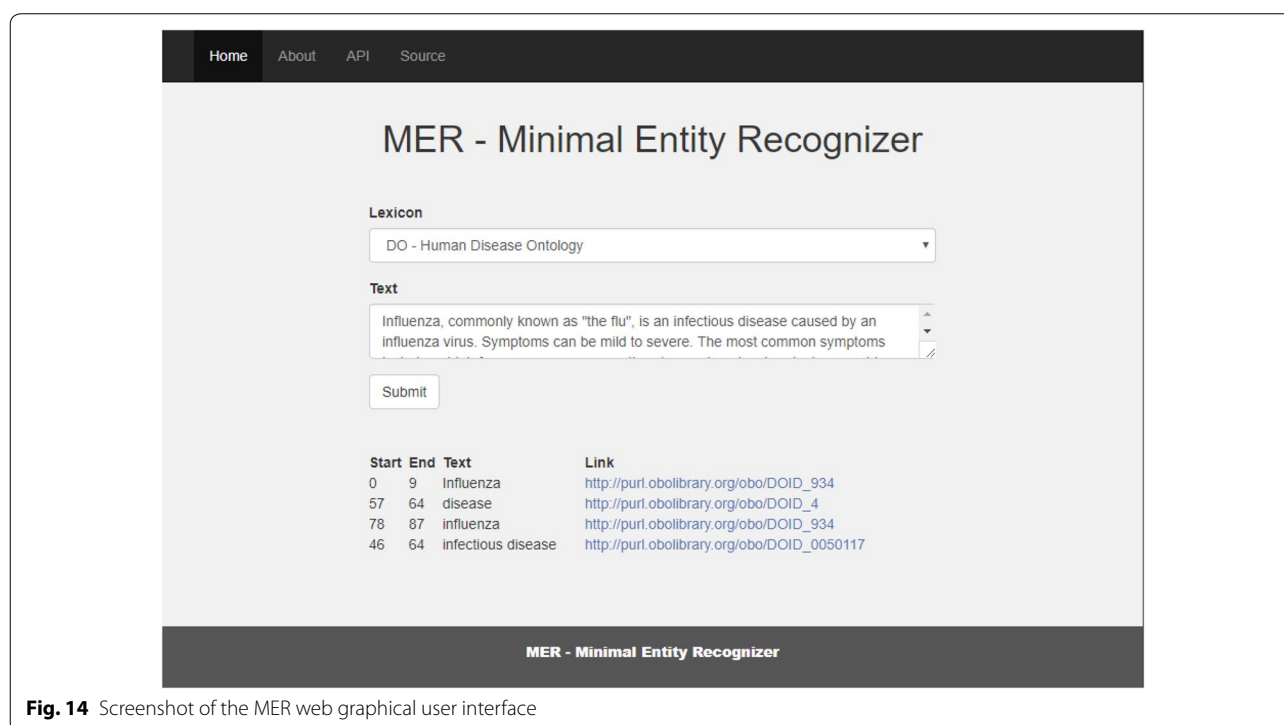 Home About API Source
MER - Minimal Entity Recognizer
Lexicon
DO - Human Disease Ontology
Text
Influenza, commonly known as "the flu", is an infectious disease caused by an
influenza virus. Symptoms can be mild to severe. The most common symptoms
Submit
Start End Text Link
0 9 Influenza http://purl.obolibrary.org/obo/DOID_934
57 64 disease http://purl.obolibrary.org/obo/DOID_4
78 87 influenza http://purl.obolibrary.org/obo/DOID_934
46 64 infectious disease http://purl.obolibrary.org/obo/DOID_0050117
MER - Minimal Entity Recognizer
Fig. 14 Screenshot of the MER web graphical user interface